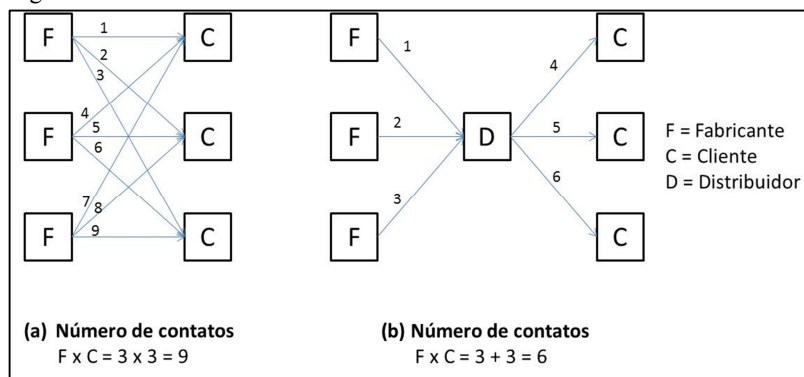 F
1
C
F
1
C
2
3
4
4
F
5
C
F
2
D
5
C
F = Fabricante
6
C = Cliente
D = Distribuidor
6
7
8
3
F
9
C
F
C
(a) Número de contatos
(b) Número de contatos
F x C = 3 x 3 = 9
F x C = 3 + 3 = 6